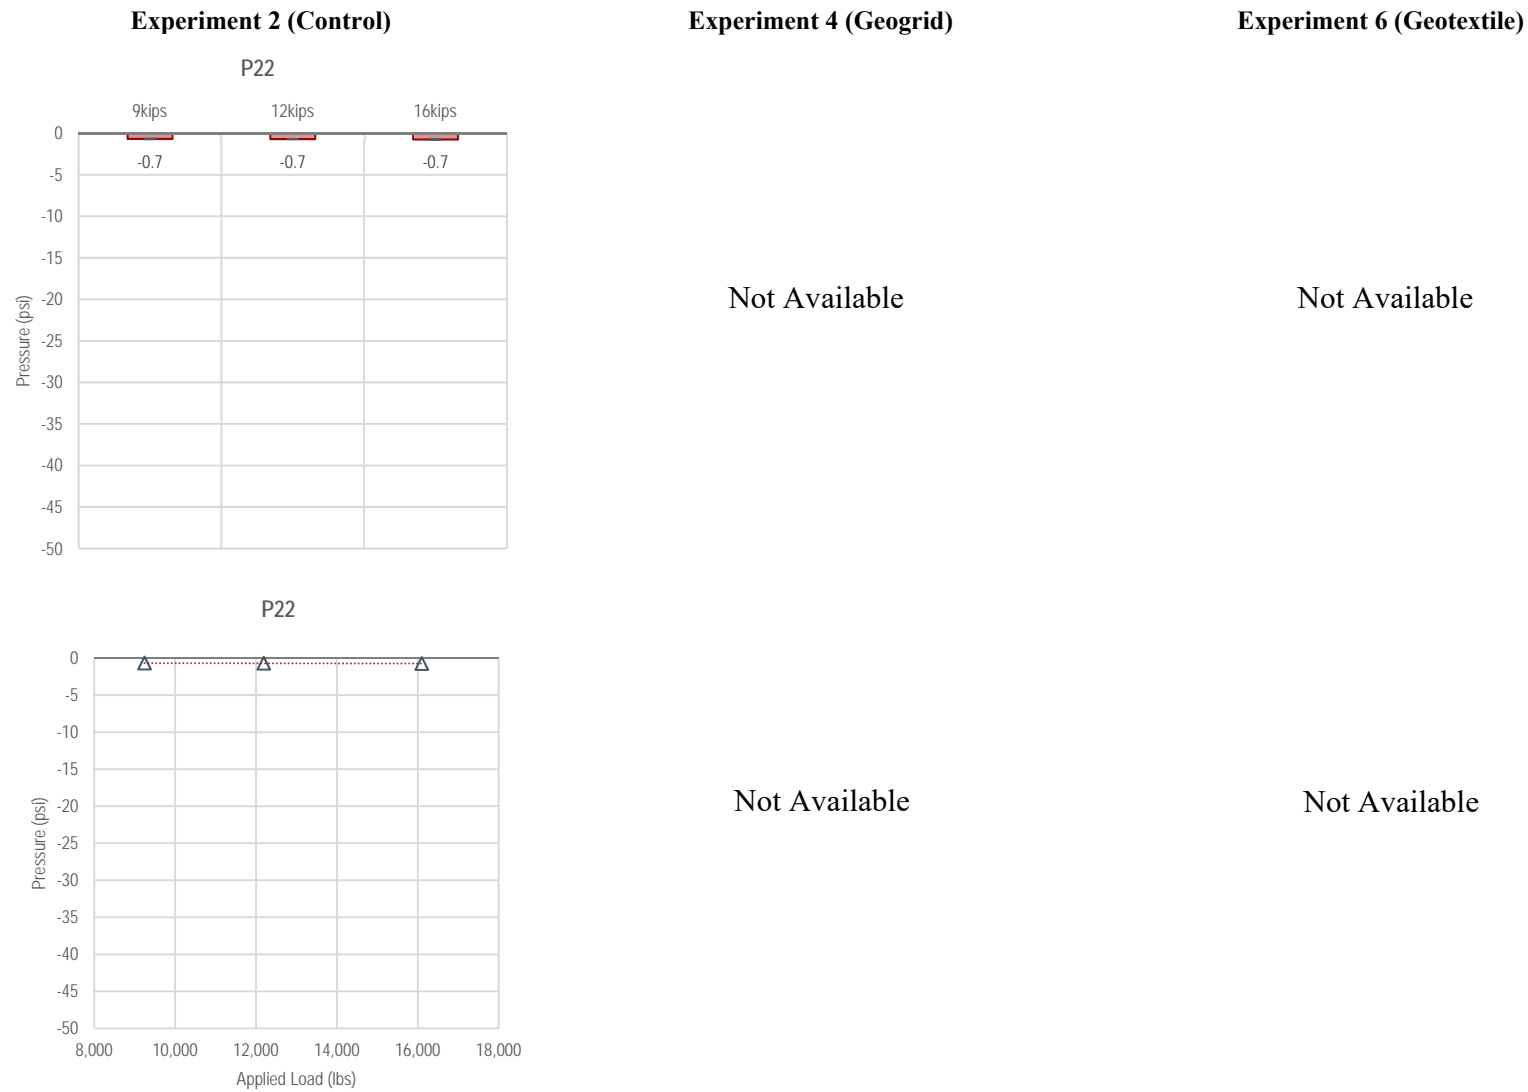 Experiment 2 (Control)
Experiment 4 (Geogrid)
Experiment 6 (Geotextile)
P22
9kips
12kips
16kips
0
-0.7
-0.7
-0.7
-5
-10
-15
-20
-25
-30
-35
-40
-45
-50
Pressure (psi)
Not Available
Not Available
P22
0
-5
-10
-15
-20
-25
-30
-35
-40
-45
-50
Pressure (psi)
8,000
10,000
12,000
14,000
16,000
18,000
Applied Load (lbs)
Not Available
Not Available